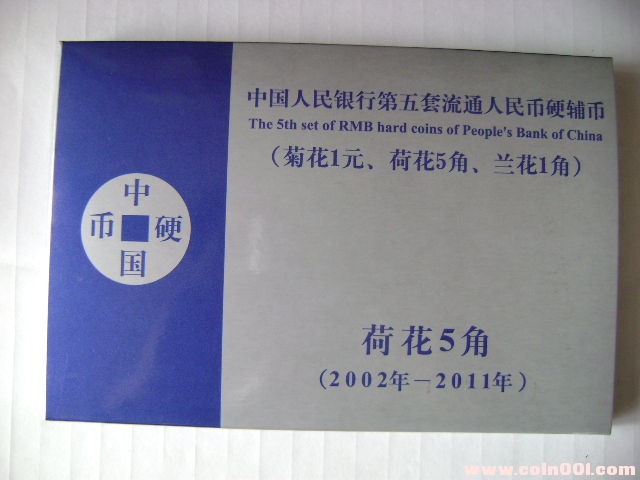 中国人民银行第五套流通人民币硬辅币
The 5th set of RMB hard coins of People's Bank of China
（菊花1元、荷花5角、兰花1角）
中
币 硬
国
荷花5角
（2002年－2011年）
www.coin001.com